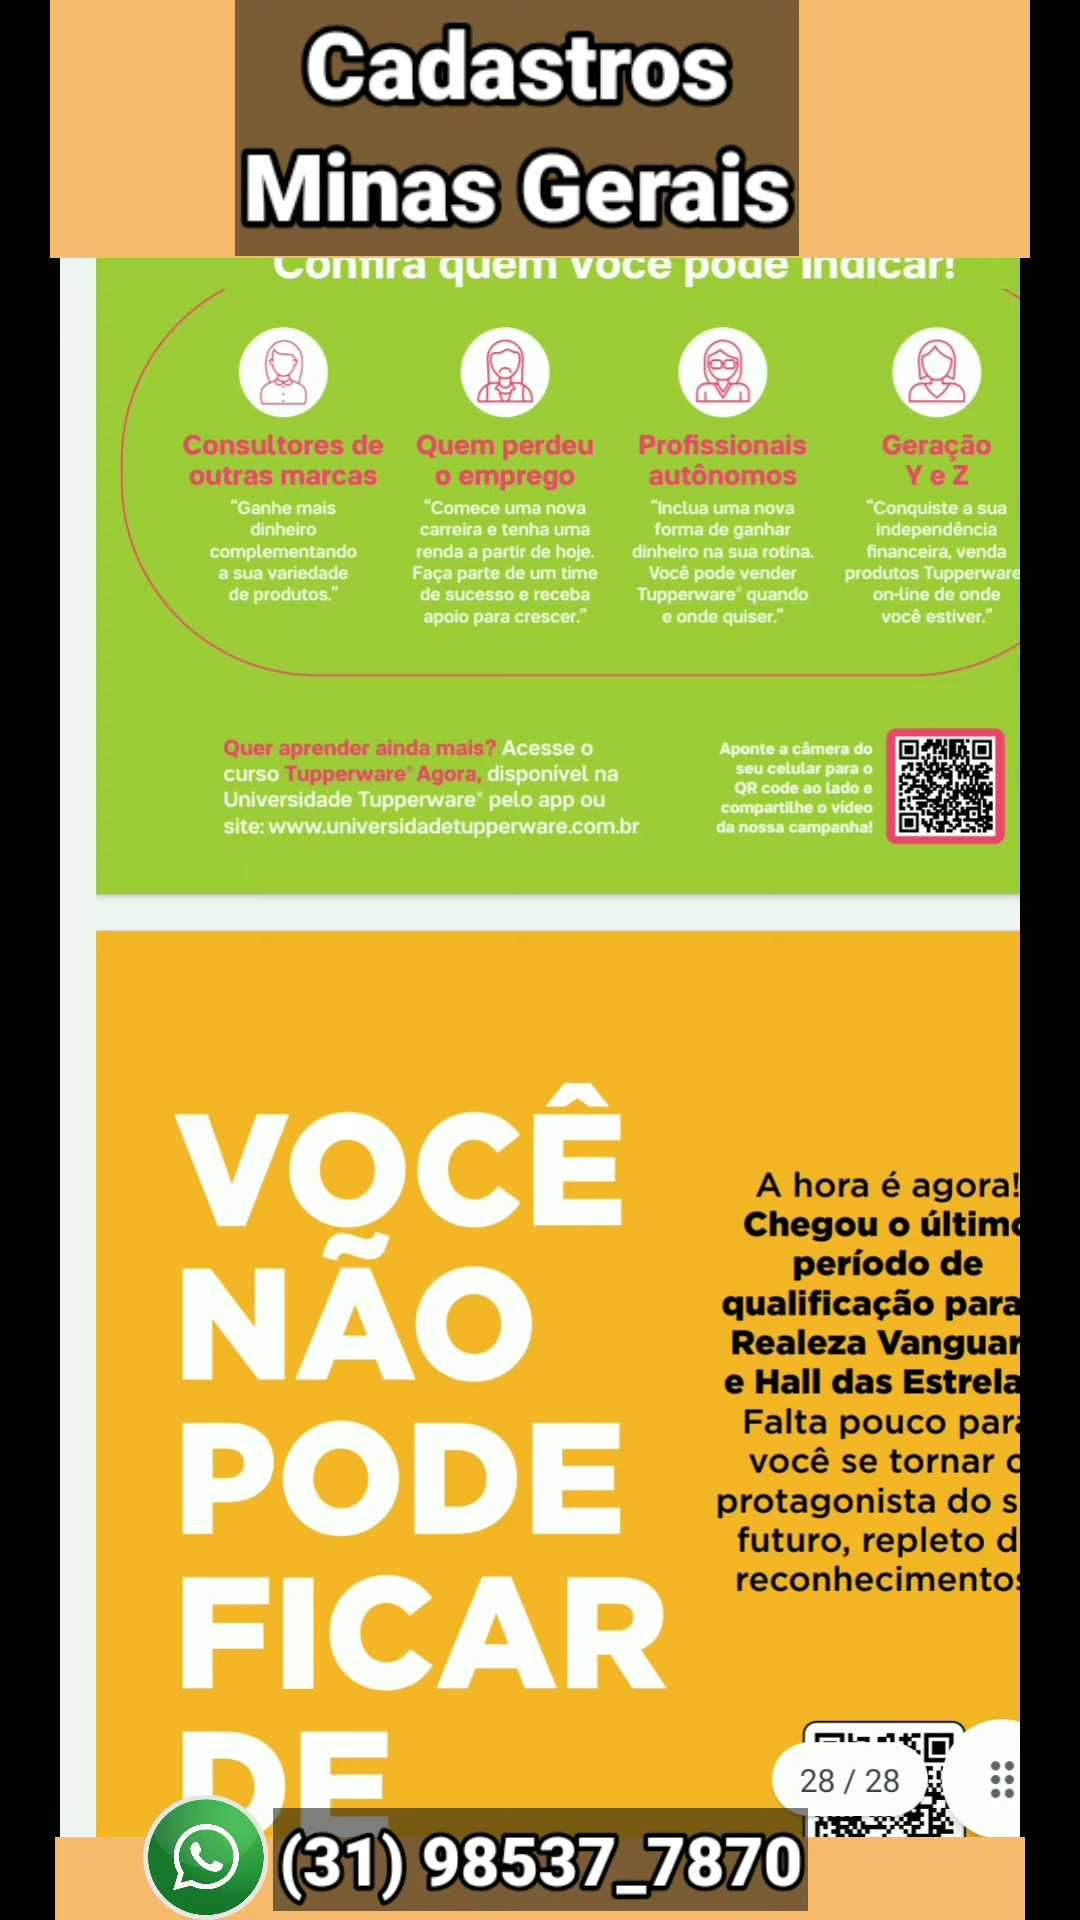 Cadastros
Minas Gerais
Confira quem você pode indicar!
Consultores de
outras marcas
“Ganhe mais
dinheiro
complementando
a sua variedade
de produtos.”
Quem perdeu
o emprego
“Comece uma nova
carreira e tenha uma
renda a partir de hoje.
Faça parte de um time
de sucesso e receba
apoio para crescer.”
Profissionais
autônomos
“Inclua uma nova
forma de ganhar
dinheiro na sua rotina.
Você pode vender
Tupperware® quando
e onde quiser.”
Geração
Y e Z
“Conquiste a sua
independência
financeira, venda
produtos Tupperware
on-line de onde
você estiver.”
Quer aprender ainda mais? Acesse o
curso Tupperware® Agora, disponível na
Universidade Tupperware® pelo app ou
site: www.universidadetupperware.com.br
Aponte a câmera do
seu celular para o
QR code ao lado e
compartilhe o vídeo
da nossa campanha!
VOCÊ
NÃO
PODE
FICAR
DE
A hora é agora!
Chegou o último
período de
qualificação para
Realeza
e Hall das
Falta pouco para
você se tornar
protagonista do
futuro, repleto
reconhecimentos
28 / 28
(31) 98537_7870